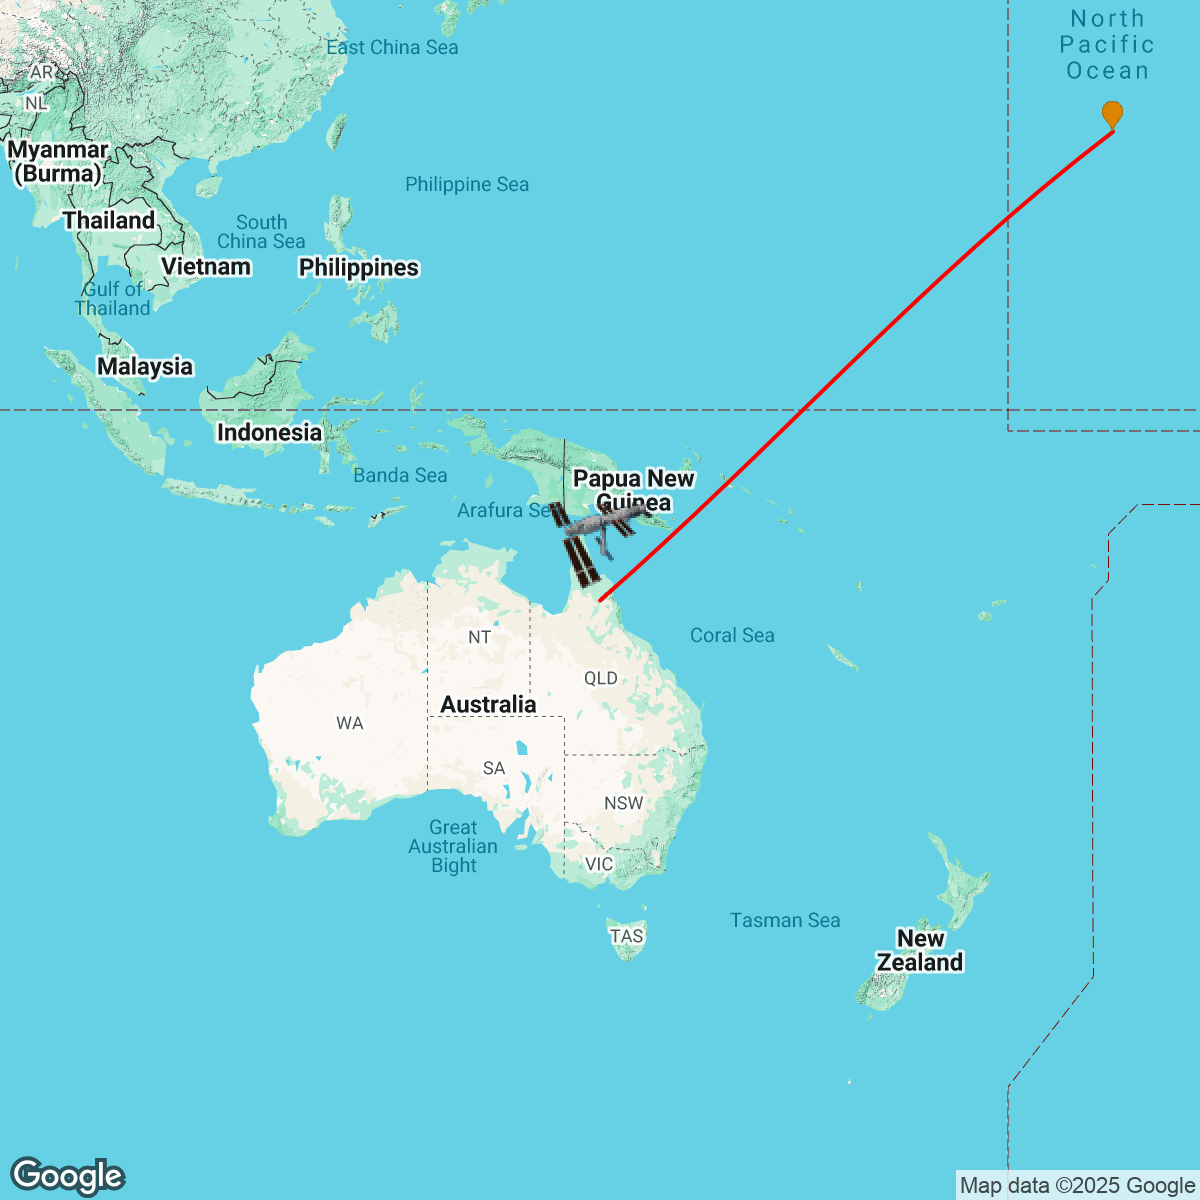 North
Pacific
Ocean
East China Sea
AR
NL
Myanmar
(Burma)
Philippine Sea
Thailand
South
China Sea
Vietnam
Philippines
Gulf of
Thailand
Malaysia
Indonesia
Banda Sea
Papua New
Guinea
Arafura Se
NT
Coral Sea
QLD
Australia
WA
SA
NSW
Great
Australian
Bight
VIC
Tasman Sea
TAS
New
Zealand
Google
Map data ©2025 Google